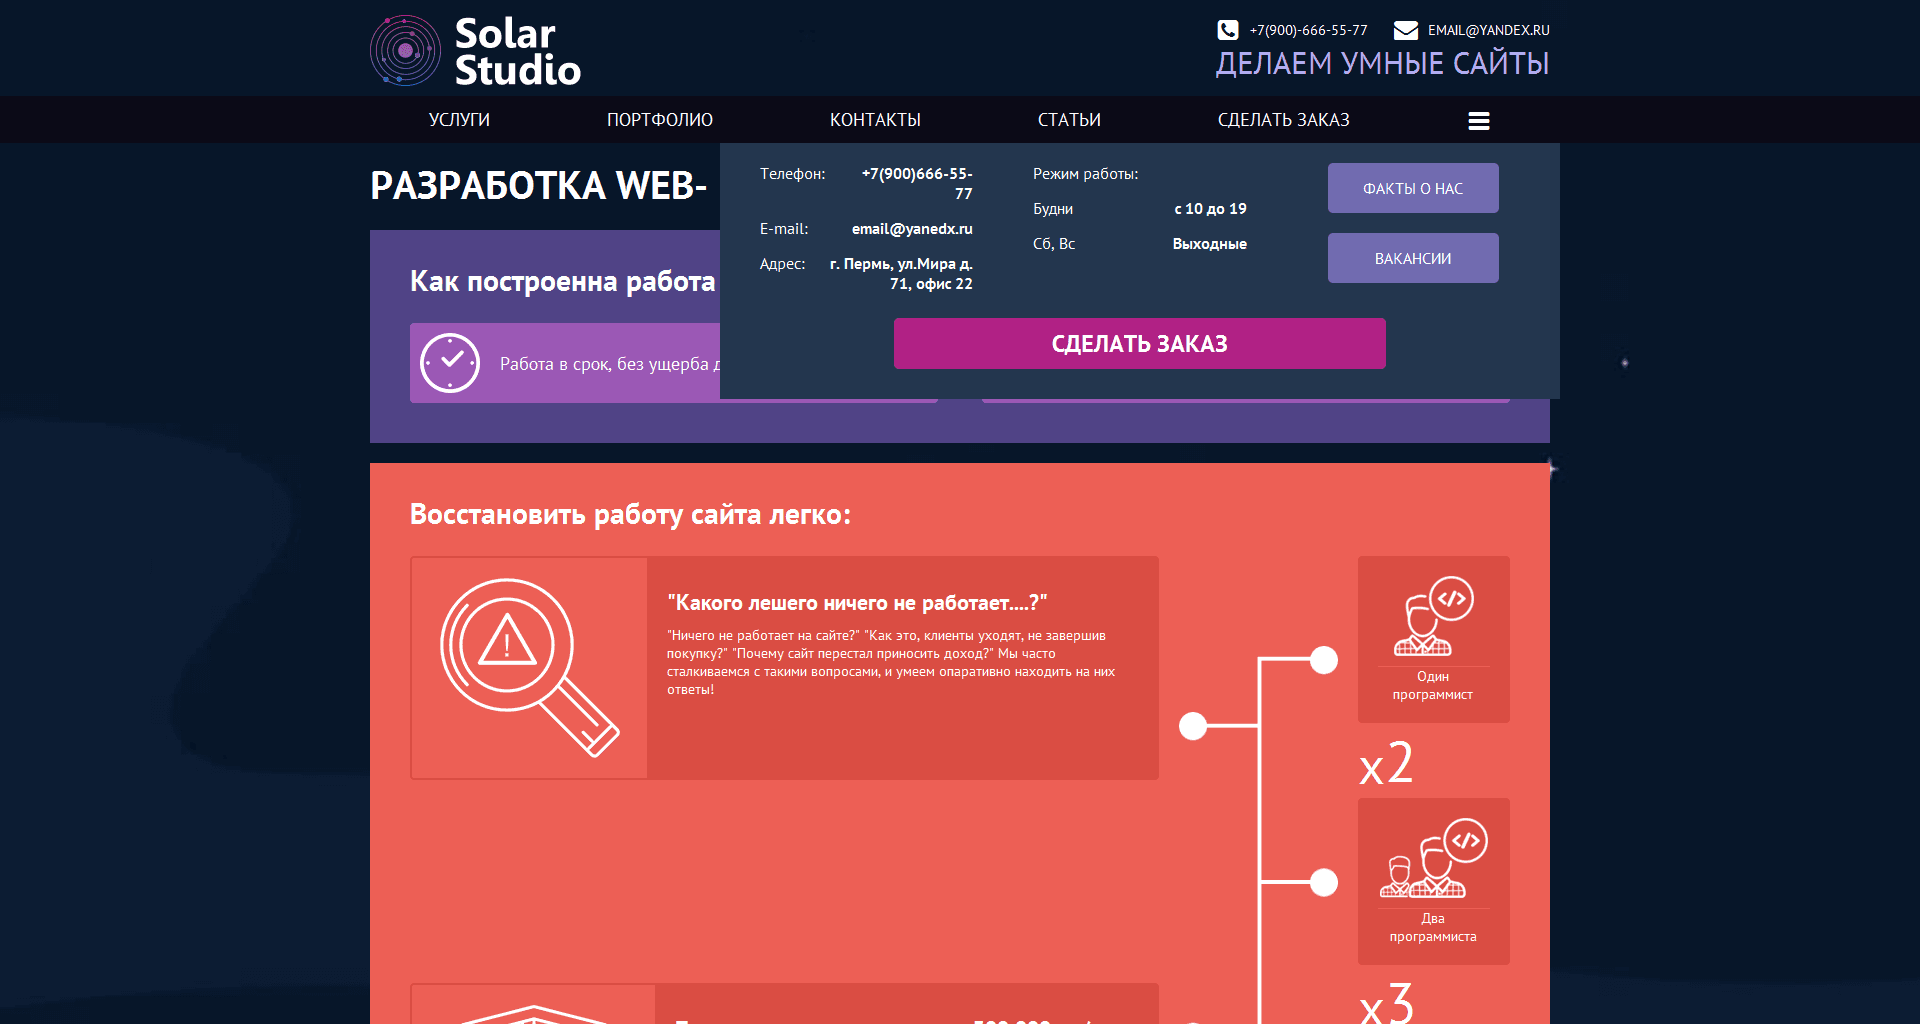 Solar
Studio
+7(900)-666-55-77
EMAIL@YANDEX.RU
ДЕЛАЕМ УМНЫЕ САЙТЫ
УСЛУГИ
ПОРТФОЛИО
КОНТАКТЫ
СТАТЬИ
СДЕЛАТЬ ЗАКАЗ
РАЗРАБОТКА WEB-
Телефон:
+7(900)666-55-
77
E-mail:
email@yanedx.ru
Адрес:
г. Пермь, ул.Мира д.
71, офис 22
Режим работы:
Будни
с 10 до 19
Сб, Вс
Выходные
ФАКТЫ О НАС
ВАКАНСИИ
СДЕЛАТЬ ЗАКАЗ
Как построенна работа
Работа в срок, без ущерба
Восстановить работу сайта легко:
"Какого лешего ничего не работает....?"
"Ничего не работает на сайте?" "Как это, клиенты уходят, не завершив
покупку?" "Почему сайт перестал приносить доход?" Мы часто
сталкиваемся с такими вопросами, и умеем опаративно находить на них
ответы!
Один
программист
x2
Два
программиста
x3